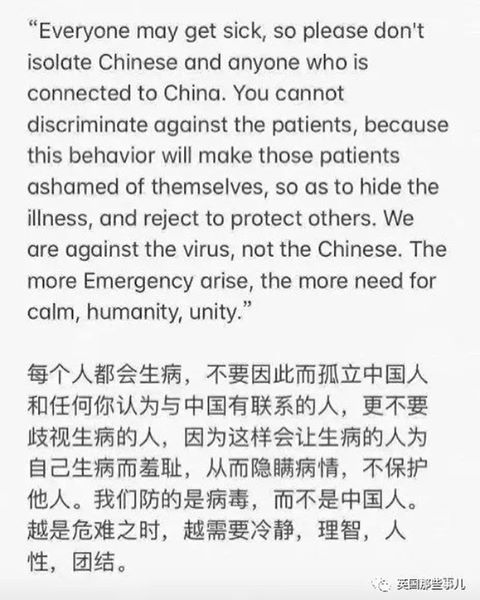 “Everyone may get sick, so please don't
isolate Chinese and anyone who is
connected to China. You cannot
discriminate against the patients, because
this behavior will make those patients
ashamed of themselves, so as to hide the
illness, and reject to protect others. We
are against the virus, not the Chinese. The
more Emergency arise, the more need for
calm, humanity, unity.”
每个人都会生病，不要因此而孤立中国人
和任何你认为与中国有联系的人，更不要
歧视生病的人，因为这样会让生病的人为
自己生病而羞耻，从而隐瞒病情，不保护
他人。我们防的是病毒，而不是中国人。
越是危难之时，越需要冷静，理智，人
性，团结。
英国那些事儿